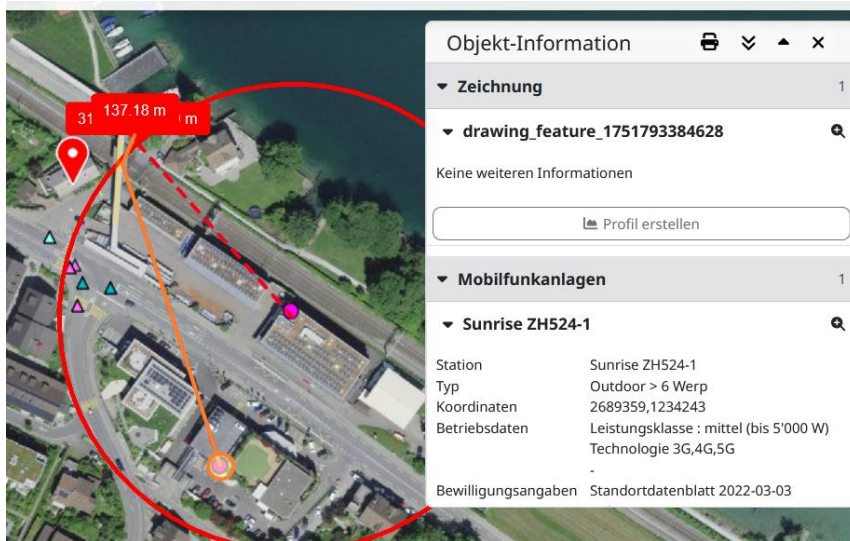 137.18 m
31
m
Objekt-Information
Zeichnung 1
drawing_feature_1751793384628
Keine weiteren Informationen
Profil erstellen
Mobilfunkanlagen 1
Sunrise ZH524-1
Station Sunrise ZH524-1
Typ Outdoor > 6 Werp
Koordinaten 2689359,1234243
Betriebsdaten Leistungsklasse : mittel (bis 5'000 W)
Technologie 3G,4G,5G
-
Bewilligungsangaben Standortdatenblatt 2022-03-03